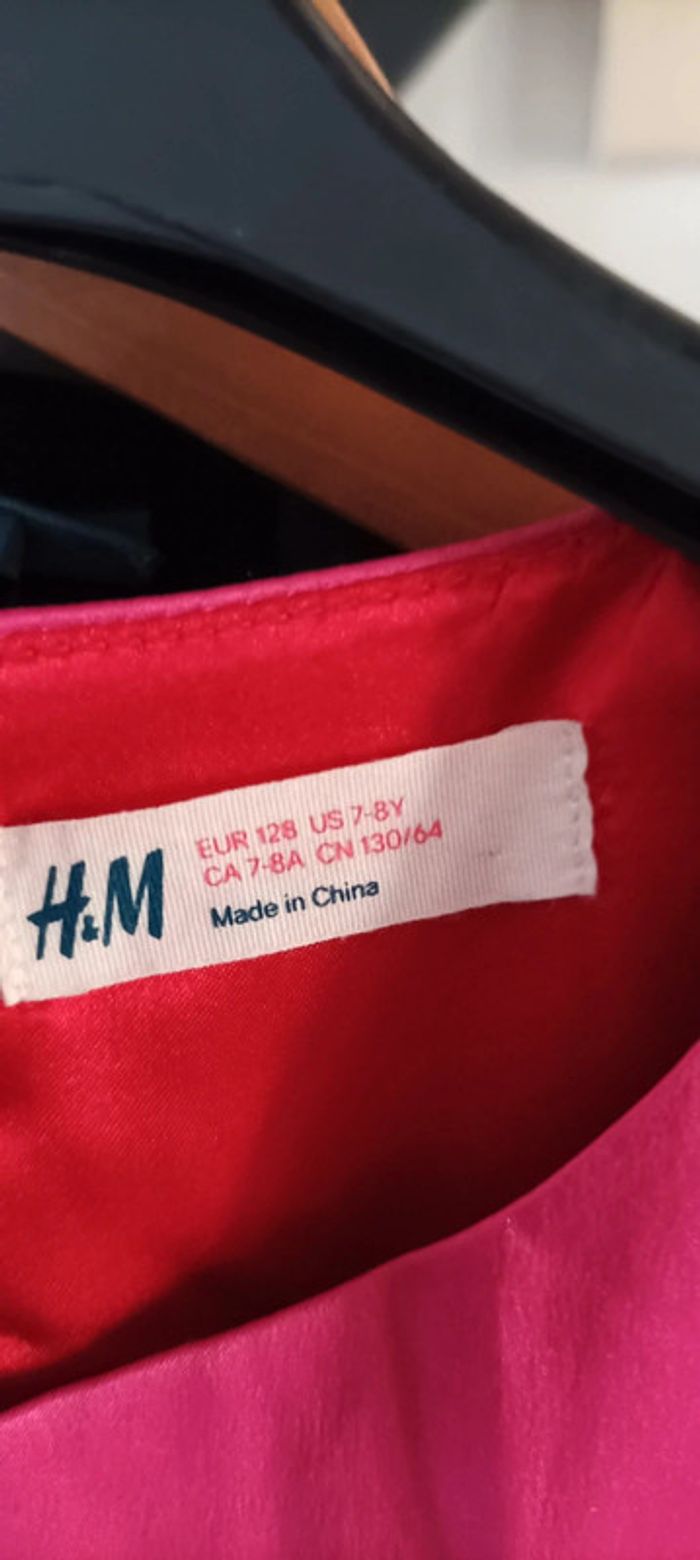 H&M
EUR 128 US 7-8Y
CA 7-8A CN 130/64
Made in China